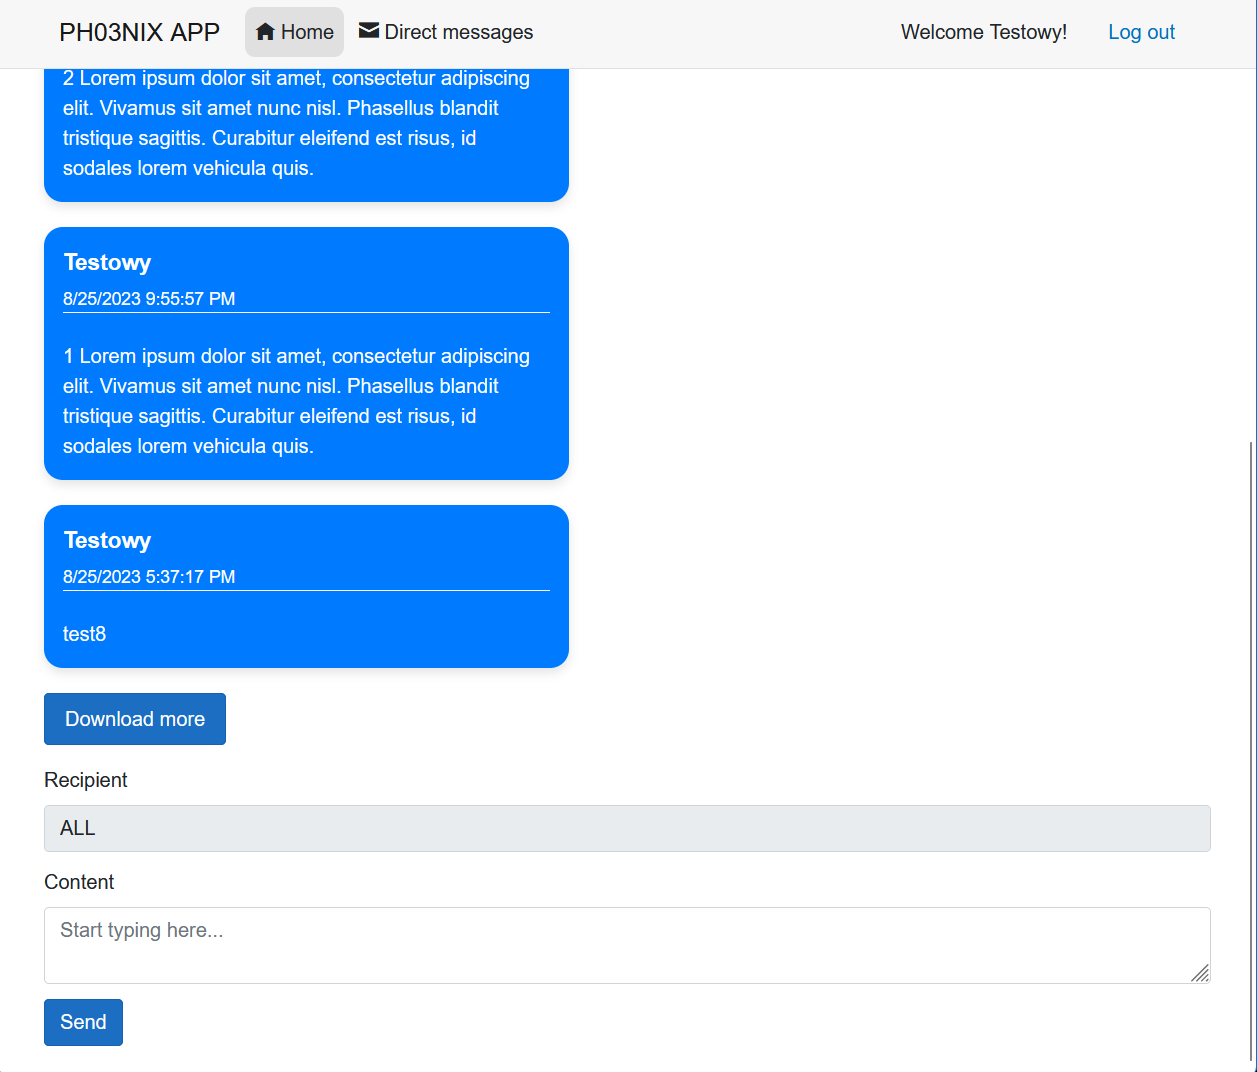 PH03NIX APP Home Direct messages Welcome Testowy! Log out
2 Lorem ipsum dolor sit amet, consectetur adipiscing
elit. Vivamus sit amet nunc nisl. Phasellus blandit
tristique sagittis. Curabitur eleifend est risus, id
sodales lorem vehicula quis.
Testowy
8/25/2023 9:55:57 PM
1 Lorem ipsum dolor sit amet, consectetur adipiscing
elit. Vivamus sit amet nunc nisl. Phasellus blandit
tristique sagittis. Curabitur eleifend est risus, id
sodales lorem vehicula quis.
Testowy
8/25/2023 5:37:17 PM
test8
Download more
Recipient
ALL
Content
Start typing here...
Send